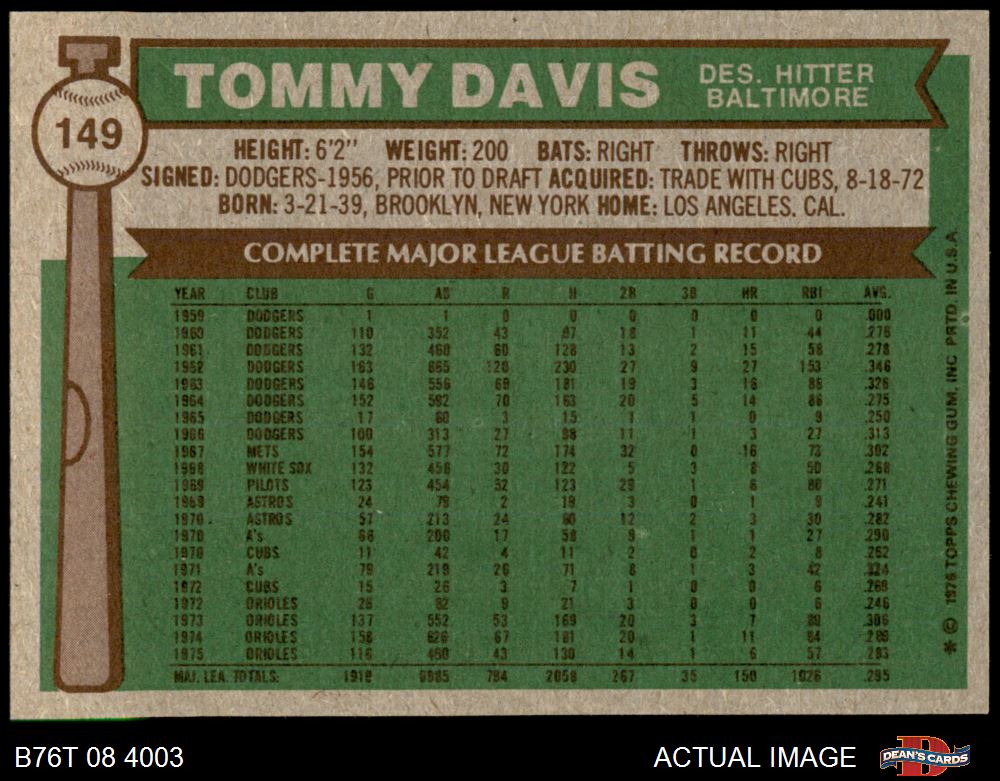 TOMMY DAVIS
DES. HITTER
BALTIMORE
149
HEIGHT: 6'2" WEIGHT: 200 BATS: RIGHT THROWS: RIGHT
SIGNED: DODGERS-1956, PRIOR TO DRAFT ACQUIRED: TRADE WITH CUBS, 8-18-72
BORN: 3-21-39, BROOKLYN, NEW YORK HOME: LOS ANGELES, CAL.
COMPLETE MAJOR LEAGUE BATTING RECORD
YEAR CLUB G AB R H 2B 3B HR RBI AVG.
1959 DODGERS 1 1 0 0 0 0 0 0 .000
1960 DODGERS 110 352 43 97 18 1 11 44 .276
1961 DODGERS 132 460 60 128 13 2 15 58 .278
1962 DODGERS 163 665 120 230 27 9 27 153 .346
1963 DODGERS 146 556 69 181 19 3 16 88 .326
1964 DODGERS 152 592 70 163 20 5 14 86 .275
1965 DODGERS 17 60 3 15 1 1 0 9 .250
1966 DODGERS 100 313 27 98 11 1 3 27 .313
1967 METS 154 577 72 174 32 0 16 73 .302
1968 WHITE SOX 132 456 30 122 5 3 8 50 .268
1969 PILOTS 123 454 52 123 29 1 6 80 .271
1969 ASTROS 24 79 2 19 3 0 1 9 .241
1970 ASTROS 57 213 24 60 12 2 3 30 .282
1970 A's 66 200 17 58 9 1 1 27 .290
1970 CUBS 11 42 4 11 2 0 2 8 .262
1971 A's 79 219 26 71 8 1 3 42 .324
1972 CUBS 15 26 3 7 1 0 0 6 .269
1972 ORIOLES 26 82 9 21 3 0 0 6 .246
1973 ORIOLES 137 552 53 169 20 3 7 89 .306
1974 ORIOLES 158 626 67 181 20 1 11 84 .289
1975 ORIOLES 116 460 43 130 14 1 6 57 .283
MAJ. LEA. TOTALS: 1918 6985 794 2058 267 35 150 1026 .295
* © 1976 TOPPS CHEWING GUM, INC. PRTD. IN U.S.A.
B76T 08 4003
ACTUAL IMAGE
DEAN'S CARDS